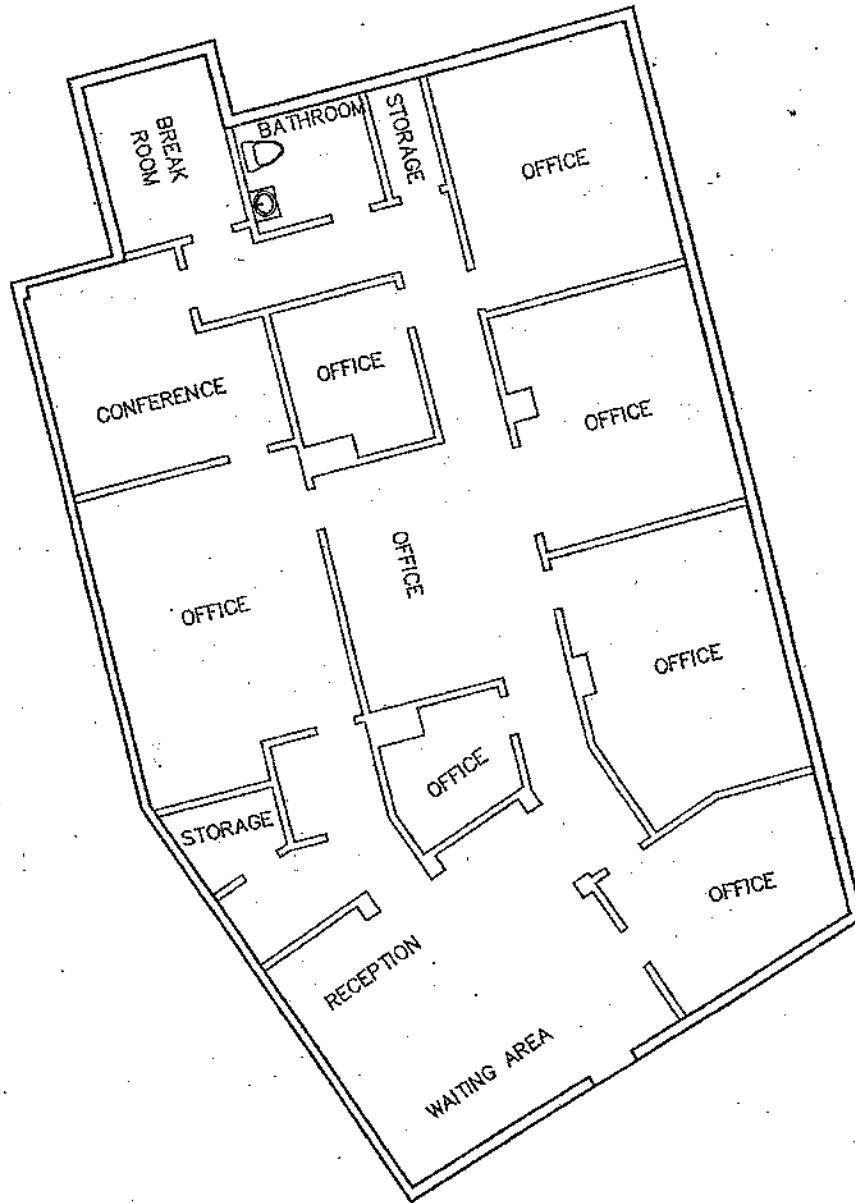 BREAK
ROOM
BATHROOM
STORAGE
OFFICE
OFFICE
CONFERENCE
OFFICE
OFFICE
OFFICE
OFFICE
OFFICE
STORAGE
OFFICE
RECEPTION
WAITING AREA